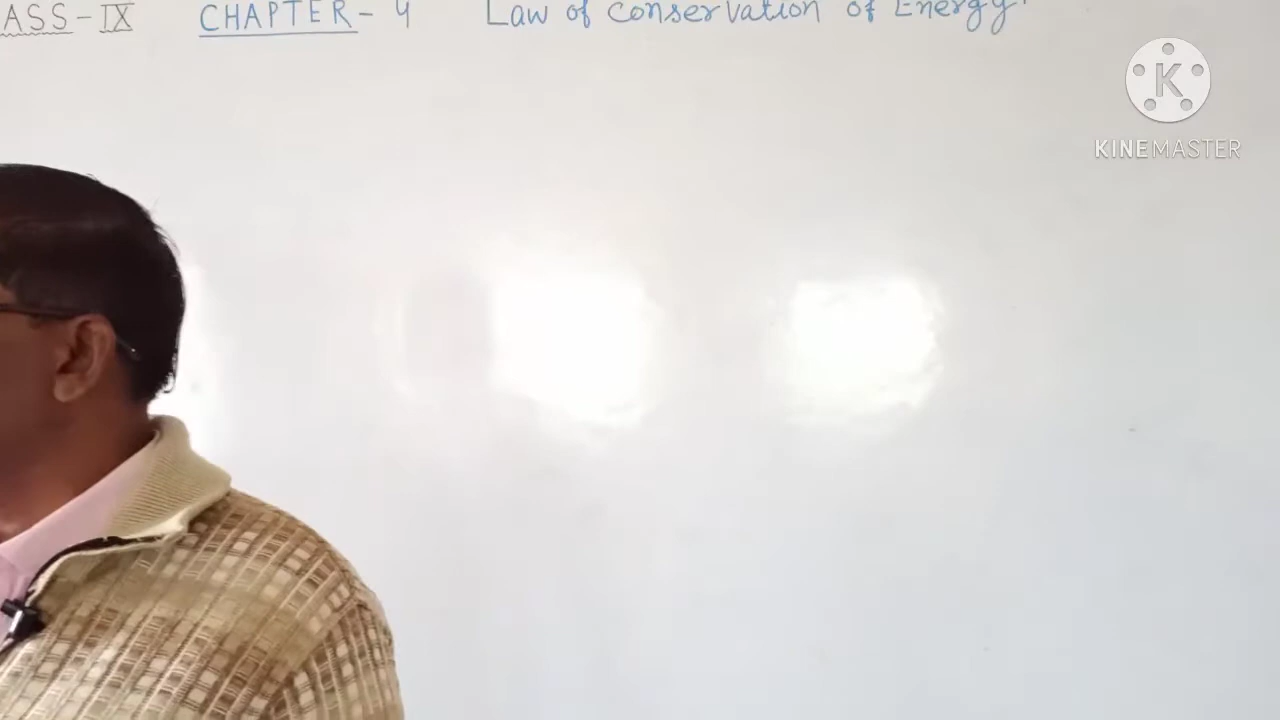 ASS - IX CHAPTER - 4 Law of conservation of Energy.
K
KINEMASTER